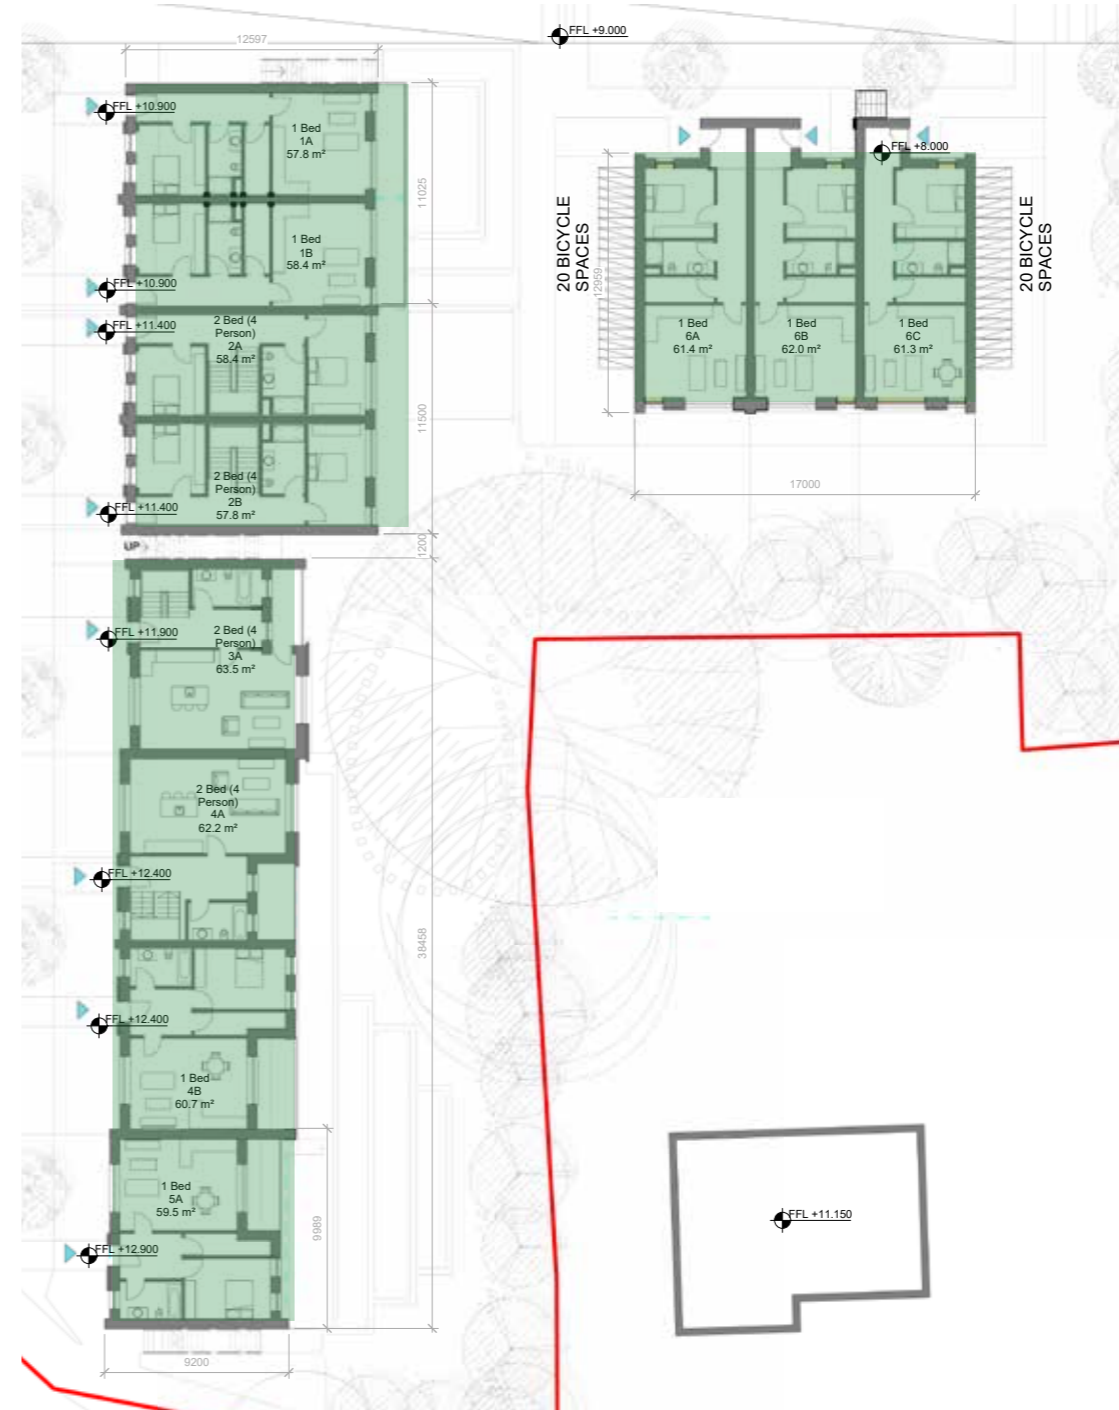 FFL +9.000
12597
FFL +10.900
1 Bed
1A
57.8 m²
11025
1 Bed
1B
58.4 m²
FFL +10.900
FFL +11.400
2 Bed (4
Person)
2A
58.4 m²
11500
2 Bed (4
Person)
2B
57.8 m²
FFL +11.400
FFL +8.000
20 BICYCLE
SPACES
12959
1 Bed
6A
61.4 m²
1 Bed
6B
62.0 m²
1 Bed
6C
61.3 m²
20 BICYCLE
SPACES
17000
UP
1200
FFL +11.900
2 Bed (4
Person)
3A
63.5 m²
2 Bed (4
Person)
4A
62.2 m²
FFL +12.400
38458
FFL +12.400
1 Bed
4B
60.7 m²
1 Bed
5A
59.5 m²
9989
FFL +12.900
FFL +11.150
9200